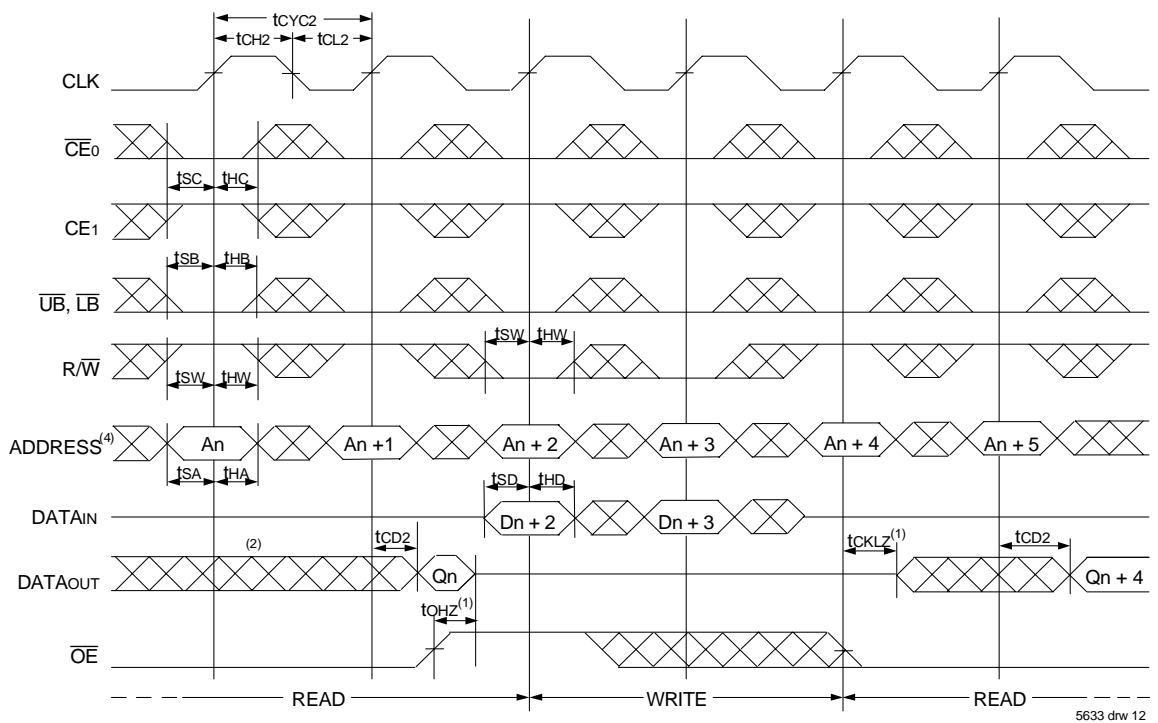 tCYC2
tCH2 tCL2
CLK
CE0
tSC tHC
CE1
tSB tHB
UB, LB
tSW tHW
R/W
tSW tHW
ADDRESS(4) An An +1 An + 2 An + 3 An + 4 An + 5
tSA tHA tSD tHD
DATAIN Dn + 2 Dn + 3
(2) tCD2 tCKLZ(1) tCD2
DATAOUT Qn Qn + 4
tOHZ(1)
OE
READ WRITE READ
5633 drw 12